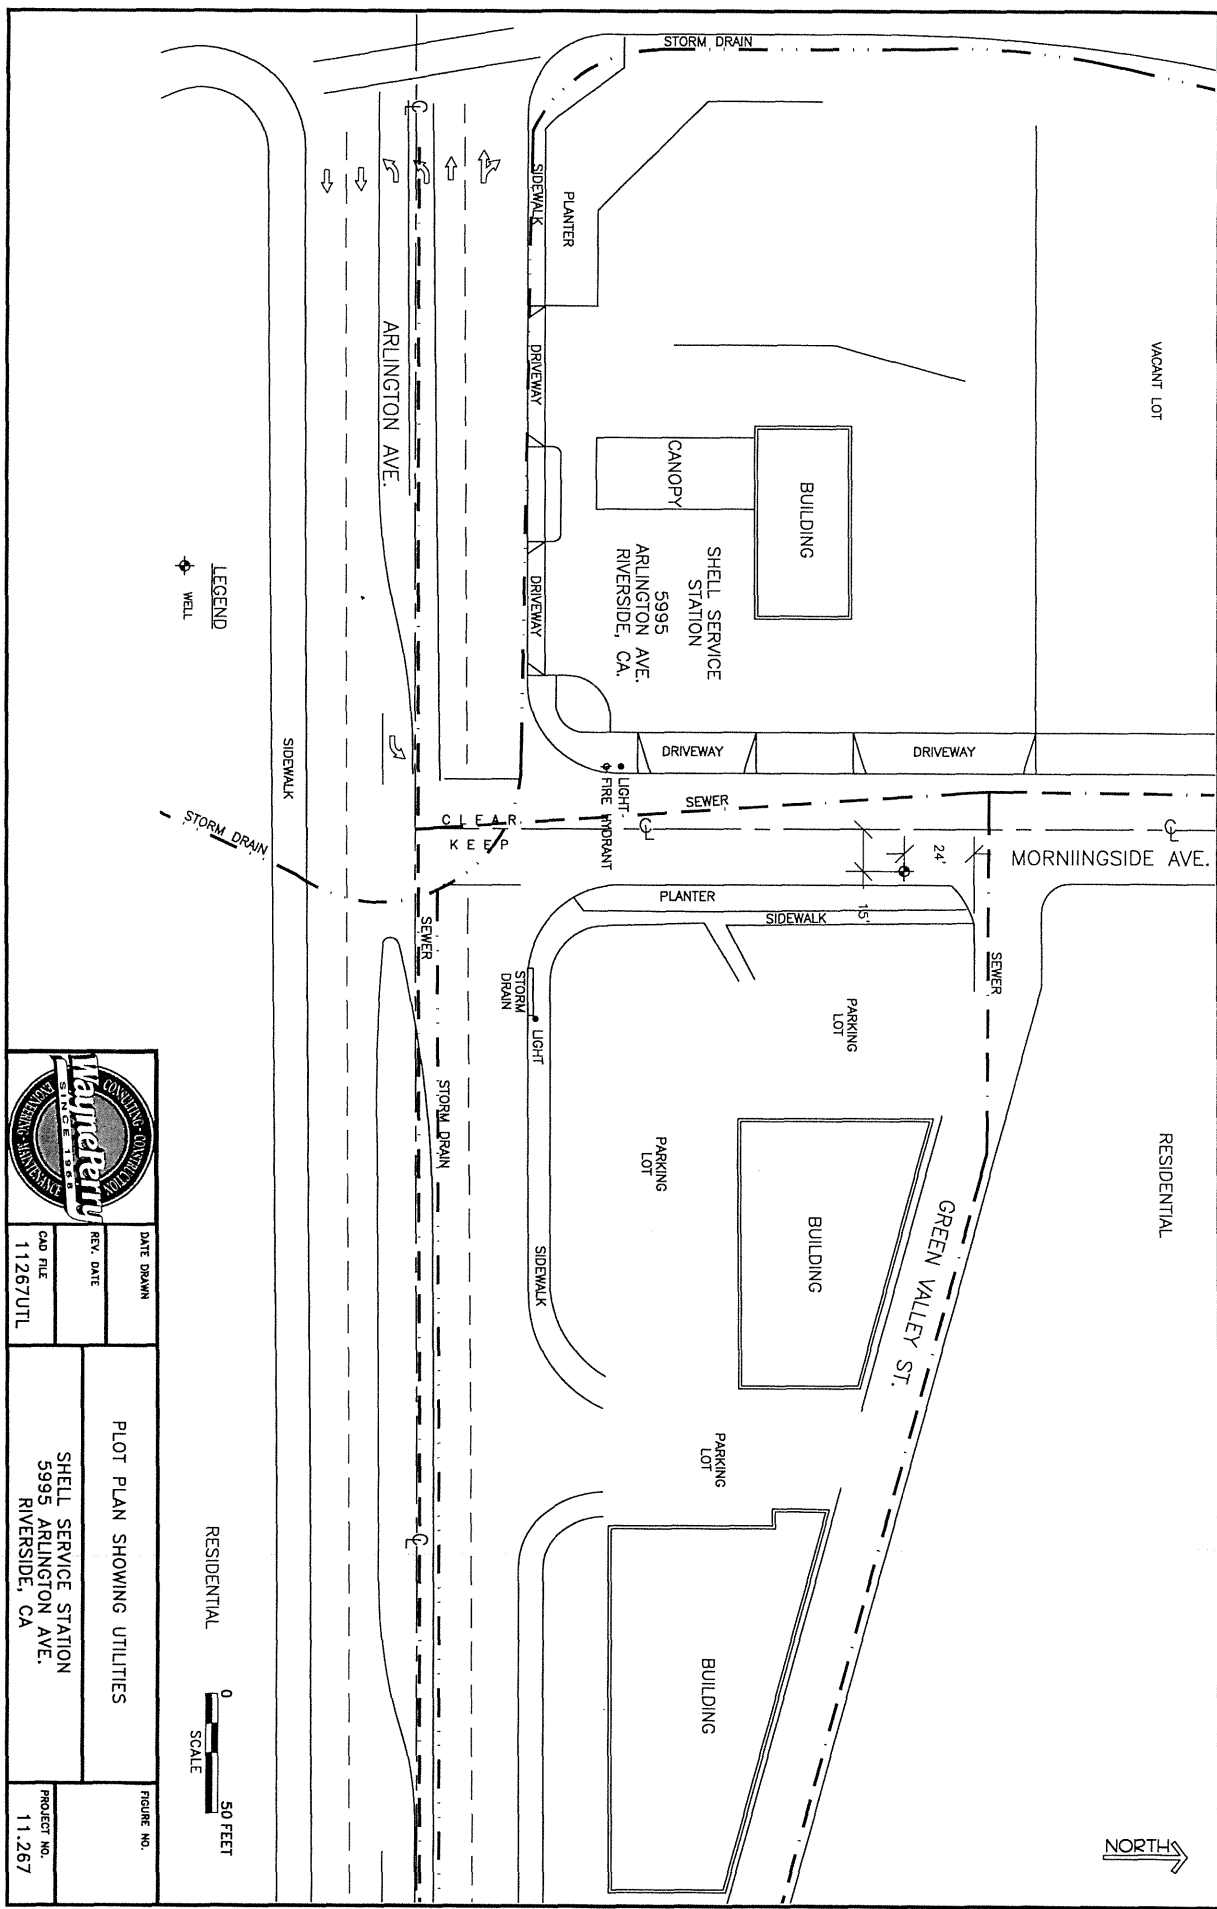 STORM DRAIN
SIDEWALK
PLANTER
VACANT LOT
ARLINGTON AVE.
DRIVEWAY
CANOPY
BUILDING
SHELL SERVICE
STATION
5995
ARLINGTON AVE.
RIVERSIDE, CA.
DRIVEWAY
LEGEND
WELL
DRIVEWAY
DRIVEWAY
LIGHT
FIRE HYDRANT
SEWER
CLEAR
KEEP
SIDEWALK
STORM DRAIN
24'
15'
MORNIINGSIDE AVE.
PLANTER
SIDEWALK
SEWER
SEWER
STORM
DRAIN
LIGHT
PARKING
LOT
STORM DRAIN
PARKING
LOT
BUILDING
GREEN VALLEY ST.
RESIDENTIAL
SIDEWALK
PARKING
LOT
BUILDING
RESIDENTIAL
0
50 FEET
SCALE
NORTH
CONSULTING · CONSTRUCTION
WaynePerry
SINCE 1968
ENGINEERING · MAINTENANCE
DATE DRAWN
REV. DATE
CAD FILE
11267UTL
PLOT PLAN SHOWING UTILITIES
SHELL SERVICE STATION
5995 ARLINGTON AVE.
RIVERSIDE, CA
FIGURE NO.
PROJECT NO.
11.267